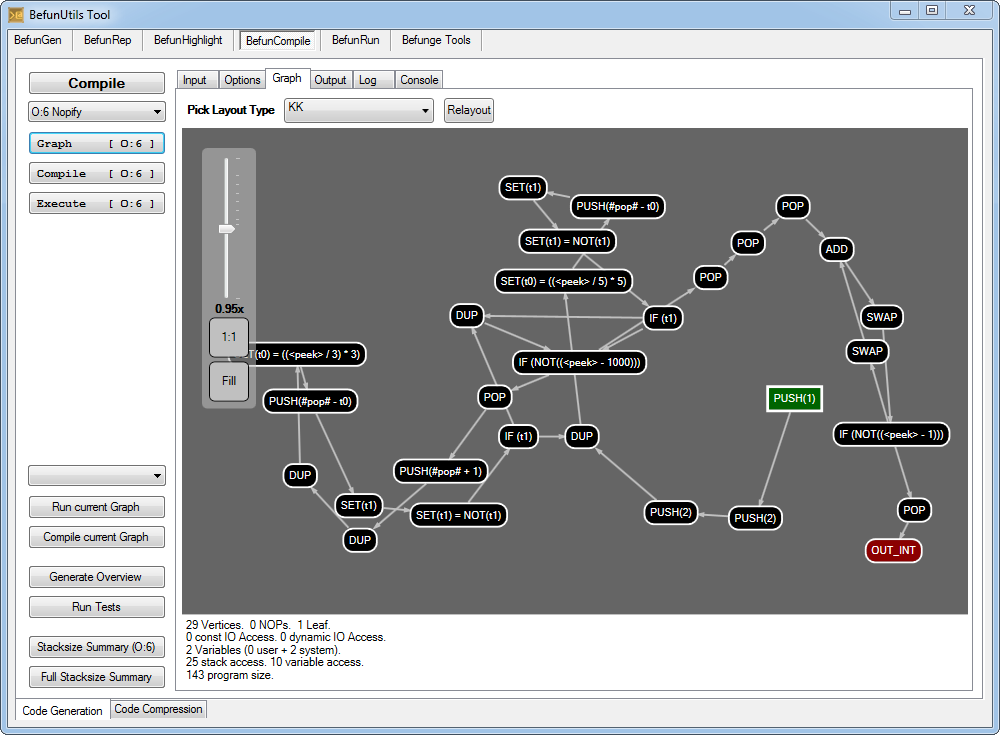 BefunUtils Tool
BefunGen BefunRep BefunHighlight BefunCompile BefunRun Befunge Tools
Compile
O:6 Nopify
Graph [ O:6 ]
Compile [ O:6 ]
Execute [ O:6 ]
Input Options Graph Output Log Console
Pick Layout Type KK Relayout
0.95x
1:1
Fill
SET(t1)
PUSH(#pop# - t0)
SET(t1) = NOT(t1)
SET(t0) = ((<peek> / 5) * 5)
POP
POP
POP
ADD
DUP
IF (t1)
SWAP
SWAP
IF (NOT((<peek> - 1000)))
(t0) = ((<peek> / 3) * 3)
PUSH(#pop# - t0)
POP
PUSH(1)
IF (t1)
DUP
IF (NOT((<peek> - 1)))
DUP
PUSH(#pop# + 1)
SET(t1)
SET(t1) = NOT(t1)
PUSH(2)
PUSH(2)
POP
DUP
OUT_INT
Run current Graph
Compile current Graph
Generate Overview
Run Tests
Stacksize Summary (O:6)
Full Stacksize Summary
29 Vertices. 0 NOPs. 1 Leaf.
0 const IO Access. 0 dynamic IO Access.
2 Variables (0 user + 2 system).
25 stack access. 10 variable access.
143 program size.
Code Generation Code Compression